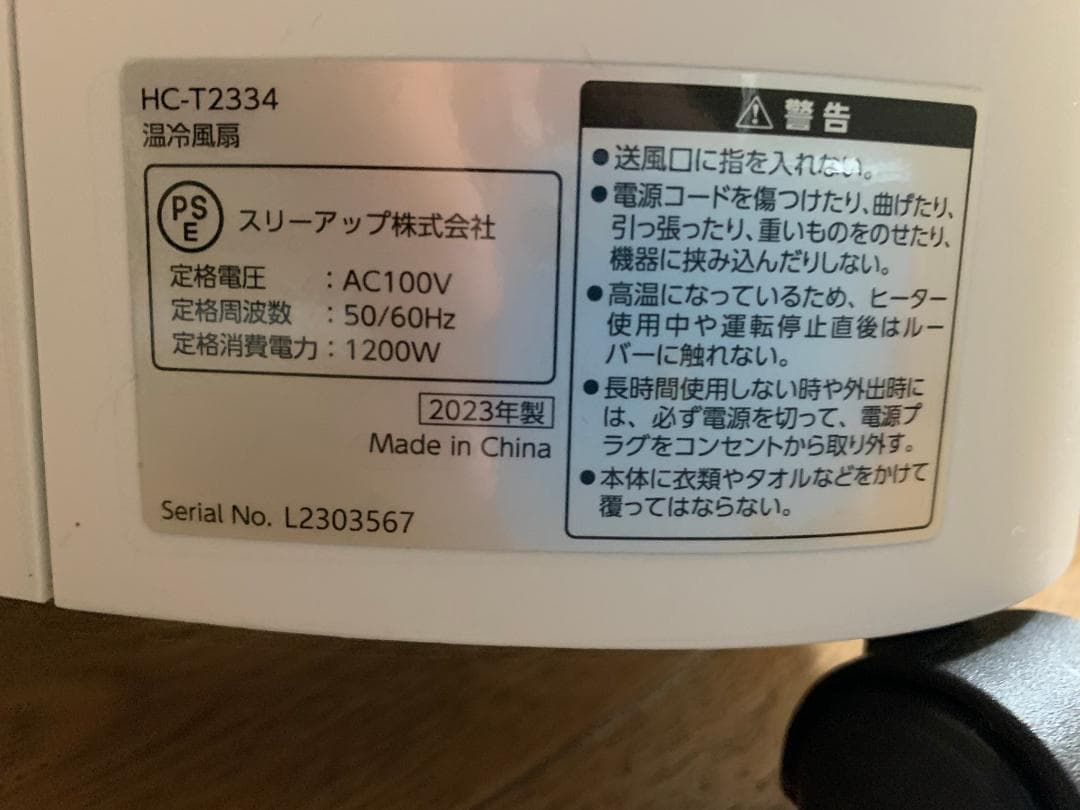 HC-T2334
温冷風扇
PS
E
スリーアップ株式会社
定格電圧 : AC100V
定格周波数 : 50/60Hz
定格消費電力 : 1200W
2023年製
Made in China
Serial No. L2303567
警告
●送風口に指を入れない。
●電源コードを傷つけたり、曲げたり、
引っ張ったり、重いものをのせたり、
機器に挟み込んだりしない。
●高温になっているため、ヒーター
使用中や運転停止直後はルー
バーに触れない。
●長時間使用しない時や外出時に
は、必ず電源を切って、電源プ
ラグをコンセントから取り外す。
●本体に衣類やタオルなどをかけて
覆ってはならない。